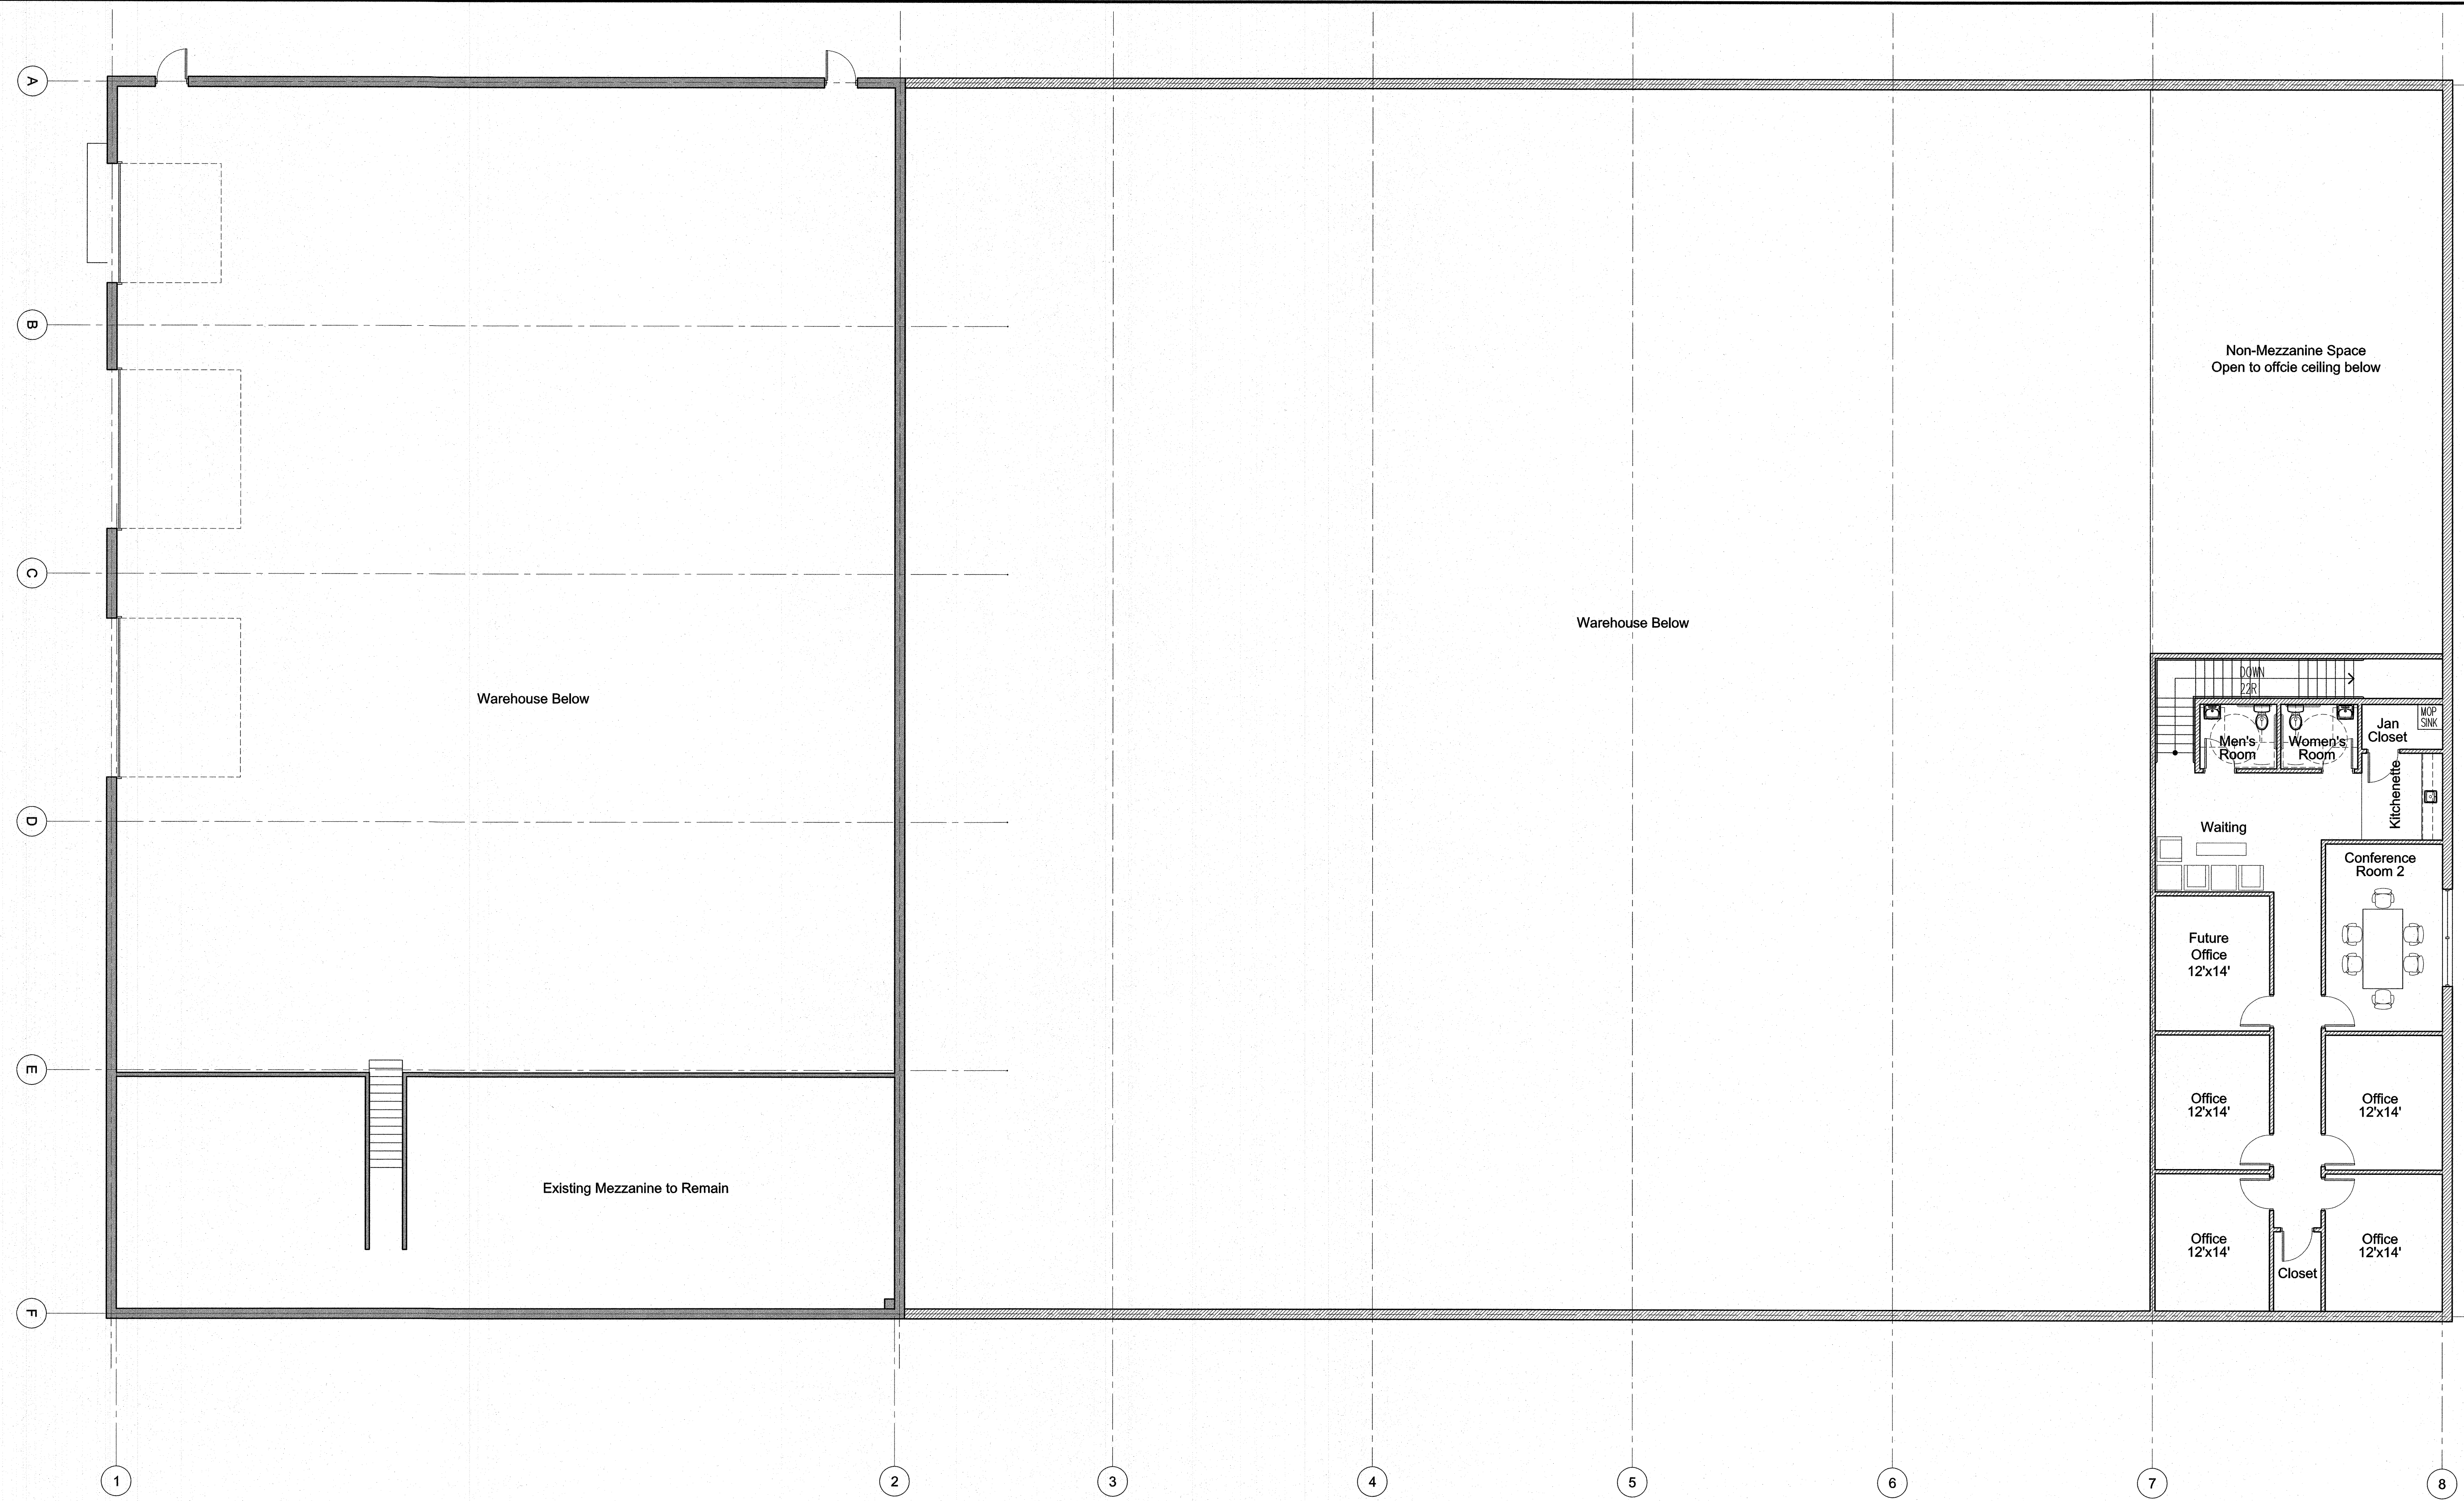 A
B
C
D
E
F
Non-Mezzanine Space
Open to offcie ceiling below
Warehouse Below
Warehouse Below
DOWN
22R
MOP
SINK
Jan
Closet
Men's
Room
Women's
Room
Kitchenette
Waiting
Conference
Room 2
Future
Office
12'x14'
Office
12'x14'
Office
12'x14'
Existing Mezzanine to Remain
Office
12'x14'
Office
12'x14'
Closet
1
2
3
4
5
6
7
8